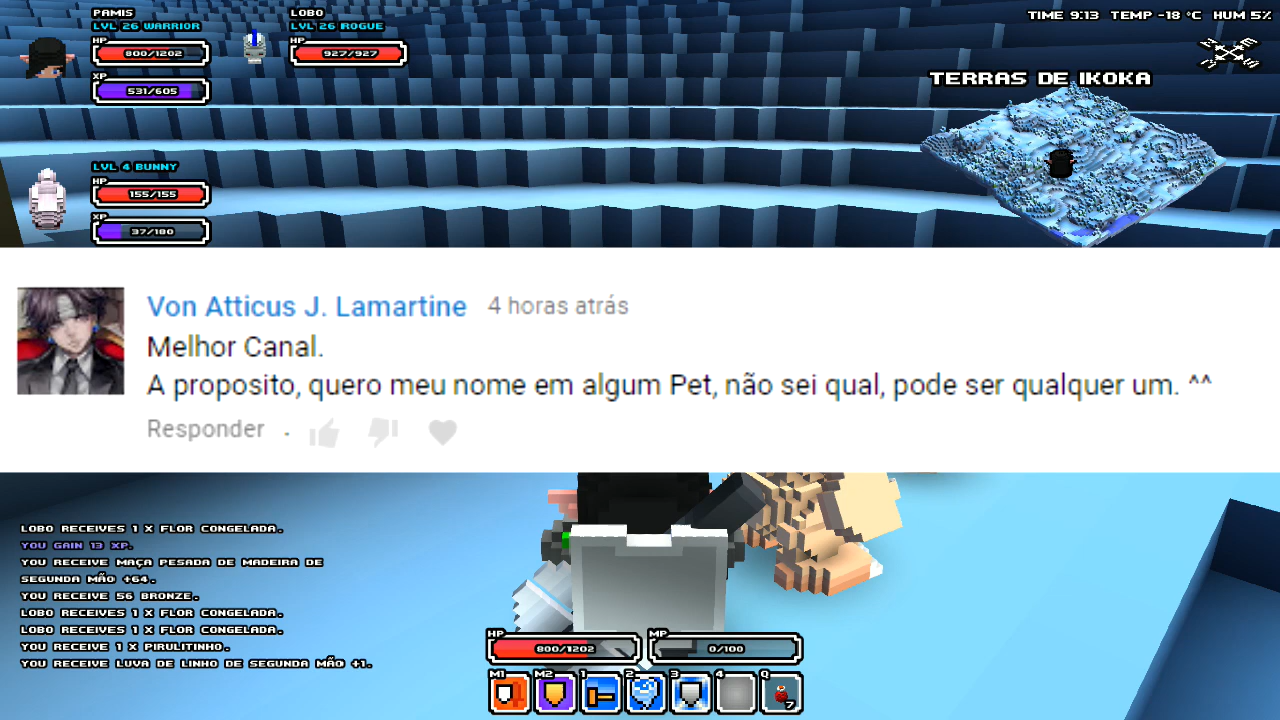 PAMIS
LVL 26 WARRIOR
HP
800/1202
XP
531/605
LOBO
LVL 26 ROGUE
HP
927/927
TIME 9:13 TEMP -18 °C HUM 5%
TERRAS DE IKOKA
LVL 4 BUNNY
HP
155/155
XP
37/180
Von Atticus J. Lamartine 4 horas atrás
Melhor Canal.
A proposito, quero meu nome em algum Pet, não sei qual, pode ser qualquer um. ^^
Responder
LOBO RECEIVES 1 X FLOR CONGELADA.
YOU GAIN 13 XP.
YOU RECEIVE MAÇA PESADA DE MADEIRA DE
SEGUNDA MÃO +64.
YOU RECEIVE 56 BRONZE.
LOBO RECEIVES 1 X FLOR CONGELADA.
LOBO RECEIVES 1 X FLOR CONGELADA.
YOU RECEIVE 1 X PIRULITINHO.
YOU RECEIVE LUVA DE LINHO DE SEGUNDA MÃO +1.
HP
800/1202
MP
0/100
M1 M2 1 2 3 4 Q
7